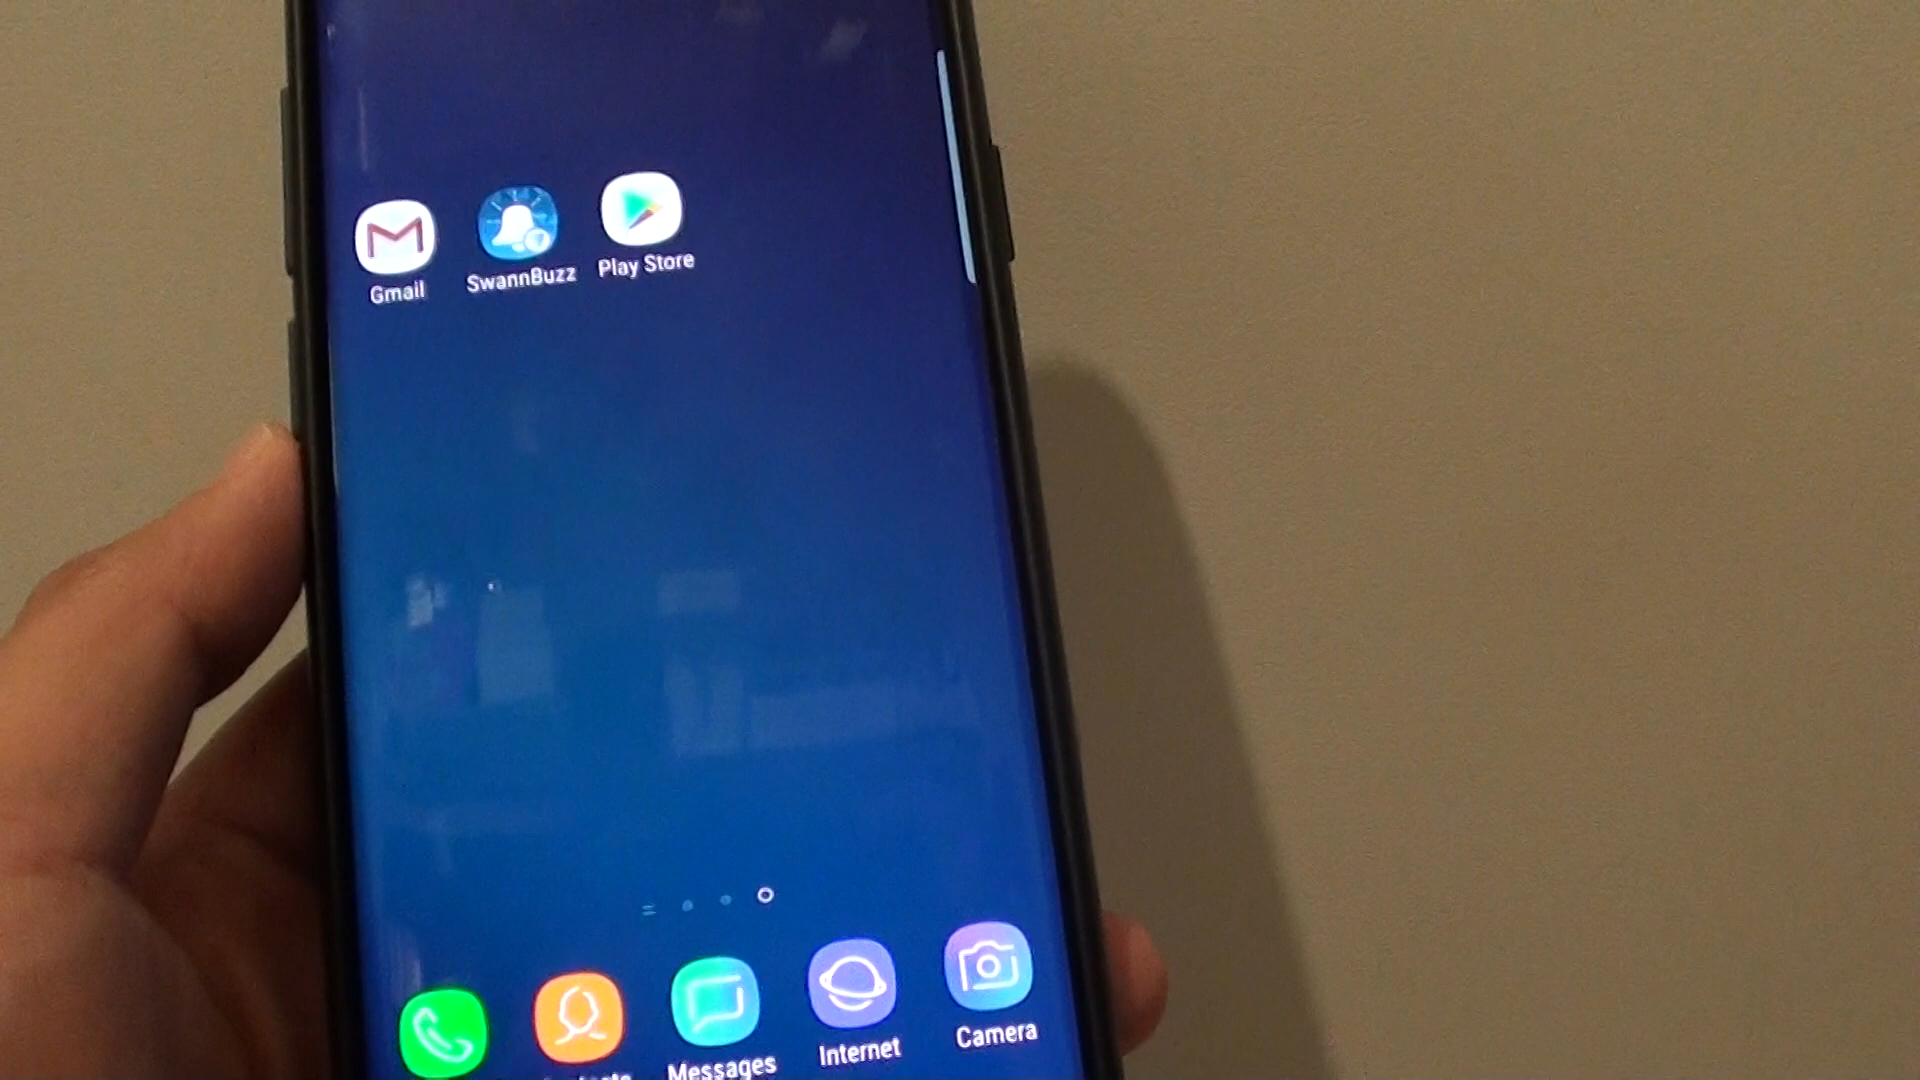 Gmail
SwannBuzz
Play Store
Messages
Internet
Camera